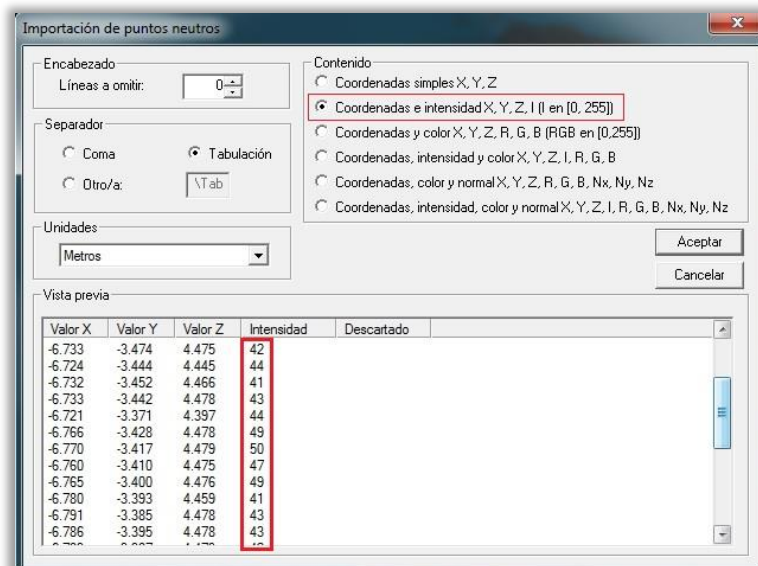 Importación de puntos neutros
Encabezado
Líneas a omitir: 0
Separador
Coma Tabulación
Otro/a: \Tab
Unidades
Metros
Contenido
Coordenadas simples X, Y, Z
Coordenadas e intensidad X, Y, Z, I (I en [0, 255])
Coordenadas y color X, Y, Z, R, G, B (RGB en [0,255])
Coordenadas, intensidad y color X, Y, Z, I, R, G, B
Coordenadas, color y normal X, Y, Z, R, G, B, Nx, Ny, Nz
Coordenadas, intensidad, color y normal X, Y, Z, I, R, G, B, Nx, Ny, Nz
Aceptar
Cancelar
Vista previa
Valor X Valor Y Valor Z Intensidad Descartado
-6.733 -3.474 4.475 42
-6.724 -3.444 4.445 44
-6.732 -3.452 4.466 41
-6.733 -3.442 4.478 43
-6.721 -3.371 4.397 44
-6.766 -3.428 4.478 49
-6.770 -3.417 4.479 50
-6.760 -3.410 4.475 47
-6.765 -3.400 4.476 49
-6.780 -3.393 4.459 41
-6.791 -3.385 4.478 43
-6.786 -3.395 4.478 43